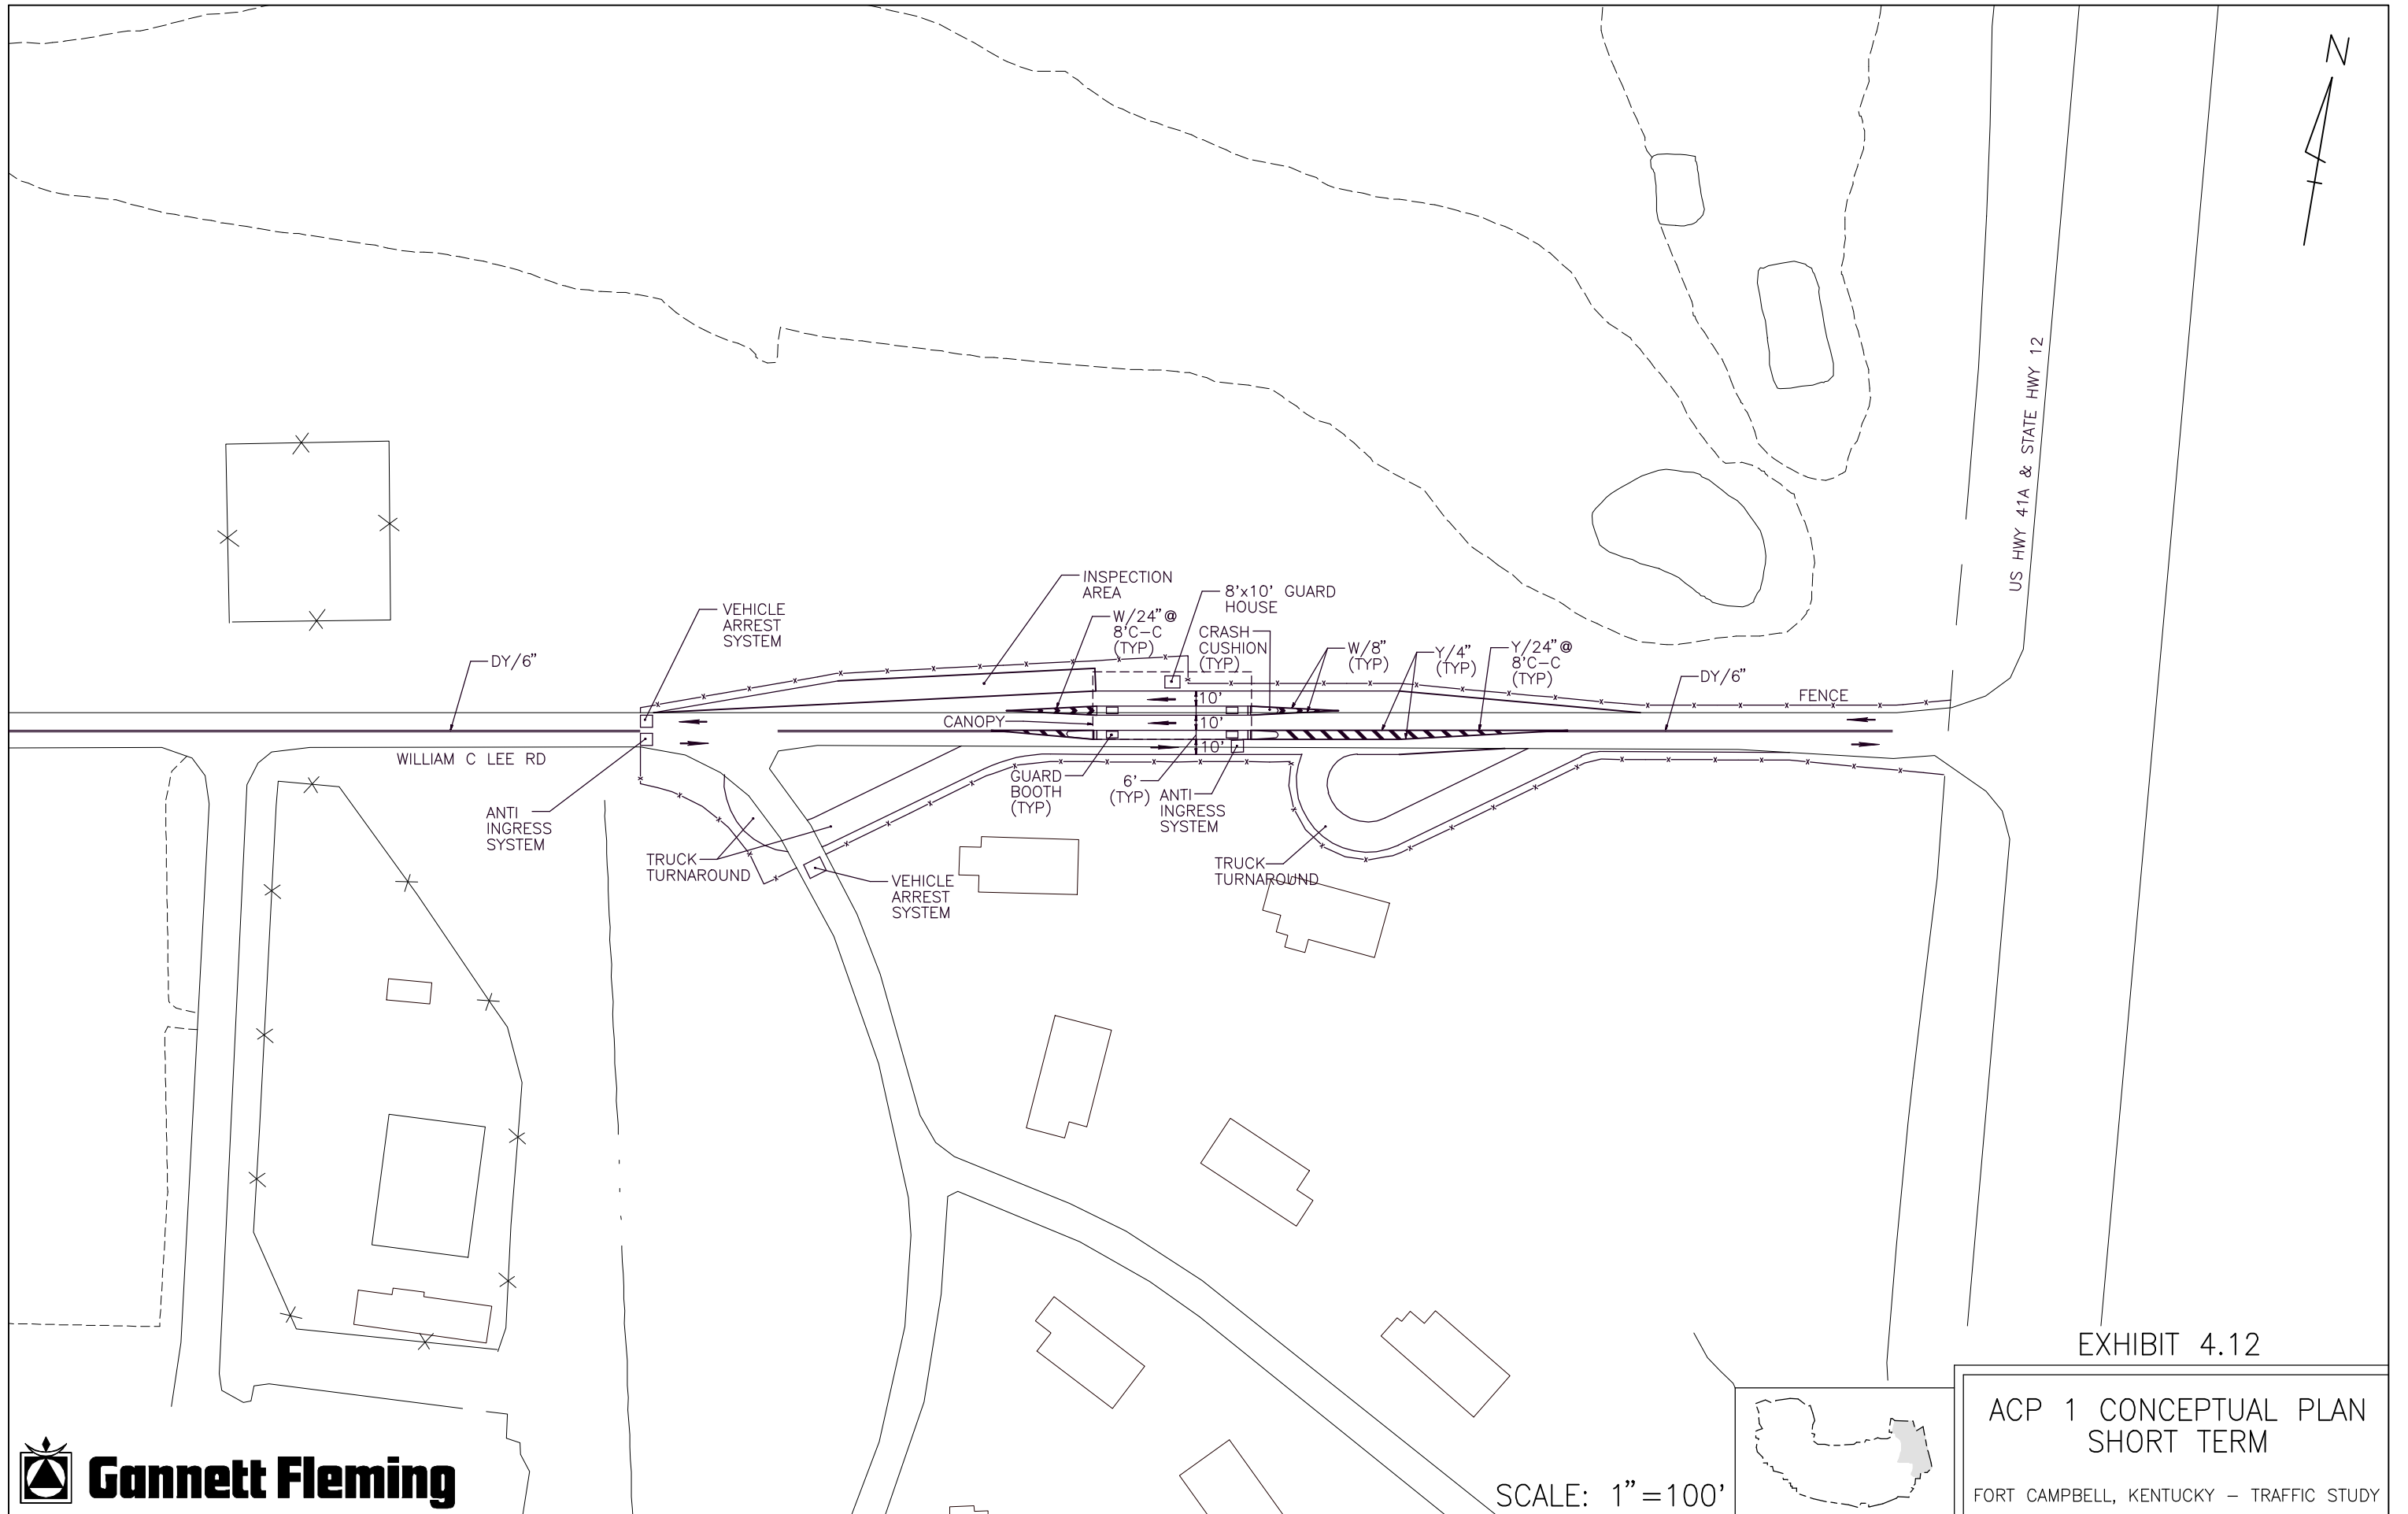 N
US HWY 41A & STATE HWY 12
INSPECTION
AREA
8'x10' GUARD
HOUSE
VEHICLE
ARREST
SYSTEM
W/24"@
8'C-C
(TYP)
CRASH
CUSHION
(TYP)
W/8"
(TYP)
Y/4"
(TYP)
Y/24"@
8'C-C
(TYP)
DY/6"
DY/6"
FENCE
10'
CANOPY
10'
10'
WILLIAM C LEE RD
GUARD
BOOTH
(TYP)
6'
(TYP)
ANTI
INGRESS
SYSTEM
ANTI
INGRESS
SYSTEM
TRUCK
TURNAROUND
VEHICLE
ARREST
SYSTEM
TRUCK
TURNAROUND
EXHIBIT 4.12
ACP 1 CONCEPTUAL PLAN
SHORT TERM
FORT CAMPBELL, KENTUCKY - TRAFFIC STUDY
SCALE: 1"=100'
Gannett Fleming